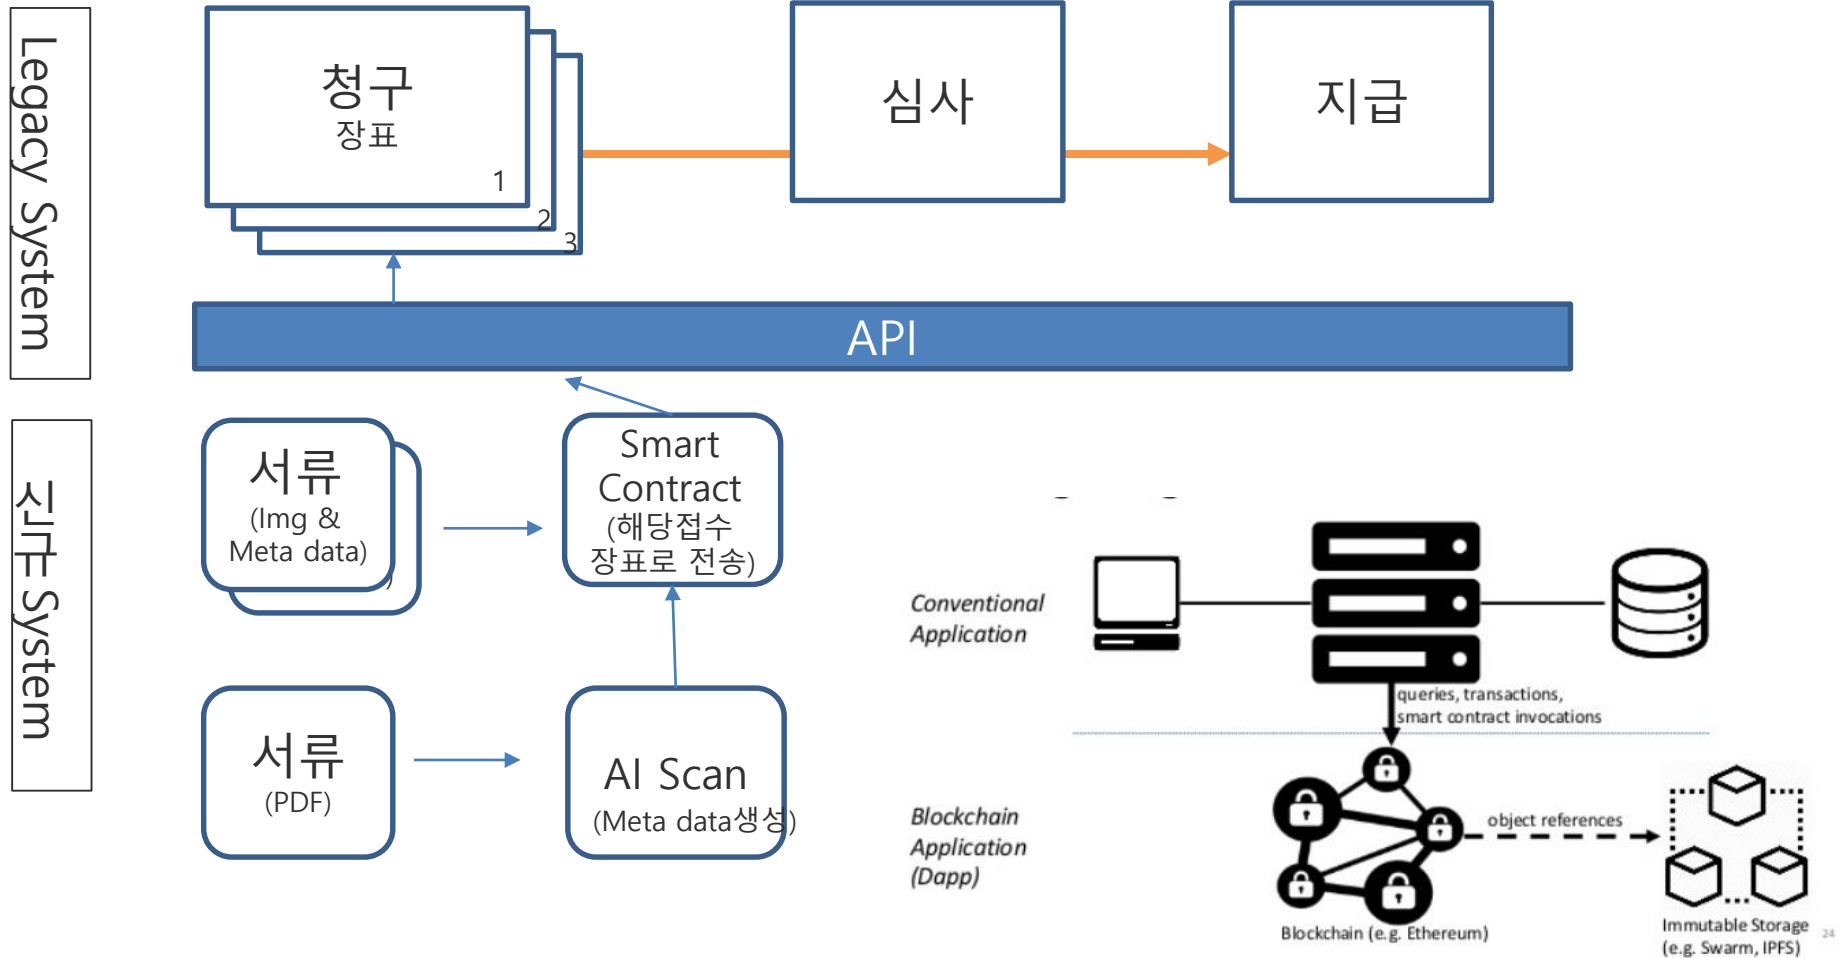 Legacy System
청구
장표
1
2
3
심사
지급
API
신규 System
서류
(Img &
Meta data)
)
Smart
Contract
(해당접수
장표로 전송)
서류
(PDF)
AI Scan
(Meta data생성)
Conventional
Application
queries, transactions,
smart contract invocations
Blockchain
Application
(Dapp)
object references
Blockchain (e.g. Ethereum)
Immutable Storage
(e.g. Swarm, IPFS)
24